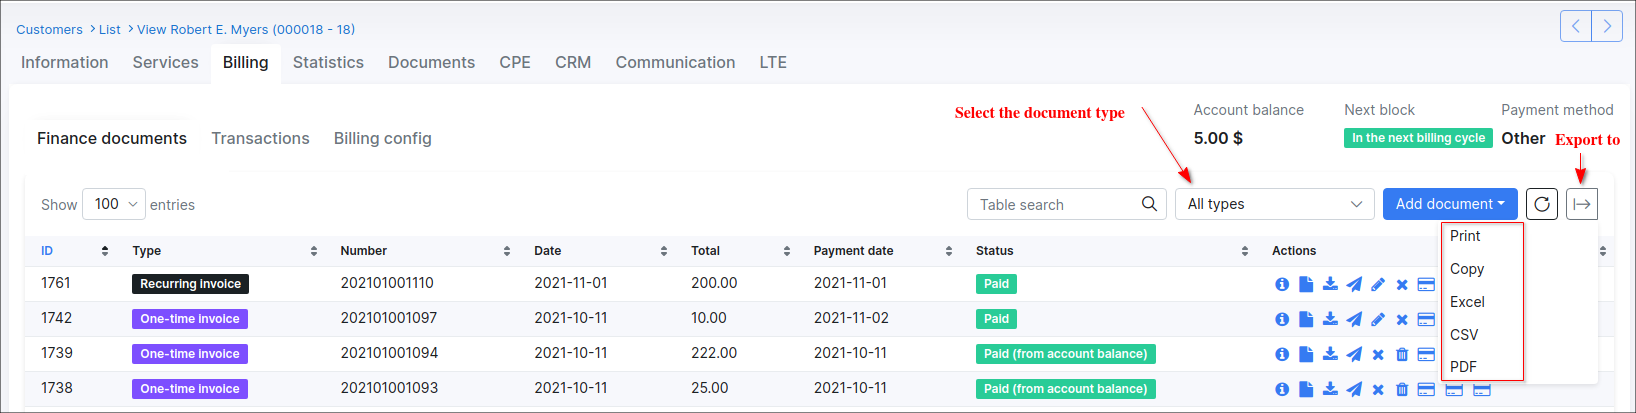 Customers > List > View Robert E. Myers (000018 - 18)
Information Services Billing Statistics Documents CPE CRM Communication LTE
Select the document type
Account balance Next block Payment method
Finance documents Transactions Billing config
5.00 $ In the next billing cycle Other Export to
Show 100 entries Table search All types Add document
ID Type Number Date Total Payment date Status Actions
1761 Recurring invoice 202101001110 2021-11-01 200.00 2021-11-01 Paid
1742 One-time invoice 202101001097 2021-10-11 10.00 2021-11-02 Paid
1739 One-time invoice 202101001094 2021-10-11 222.00 2021-10-11 Paid (from account balance)
1738 One-time invoice 202101001093 2021-10-11 25.00 2021-10-11 Paid (from account balance)
Print
Copy
Excel
CSV
PDF